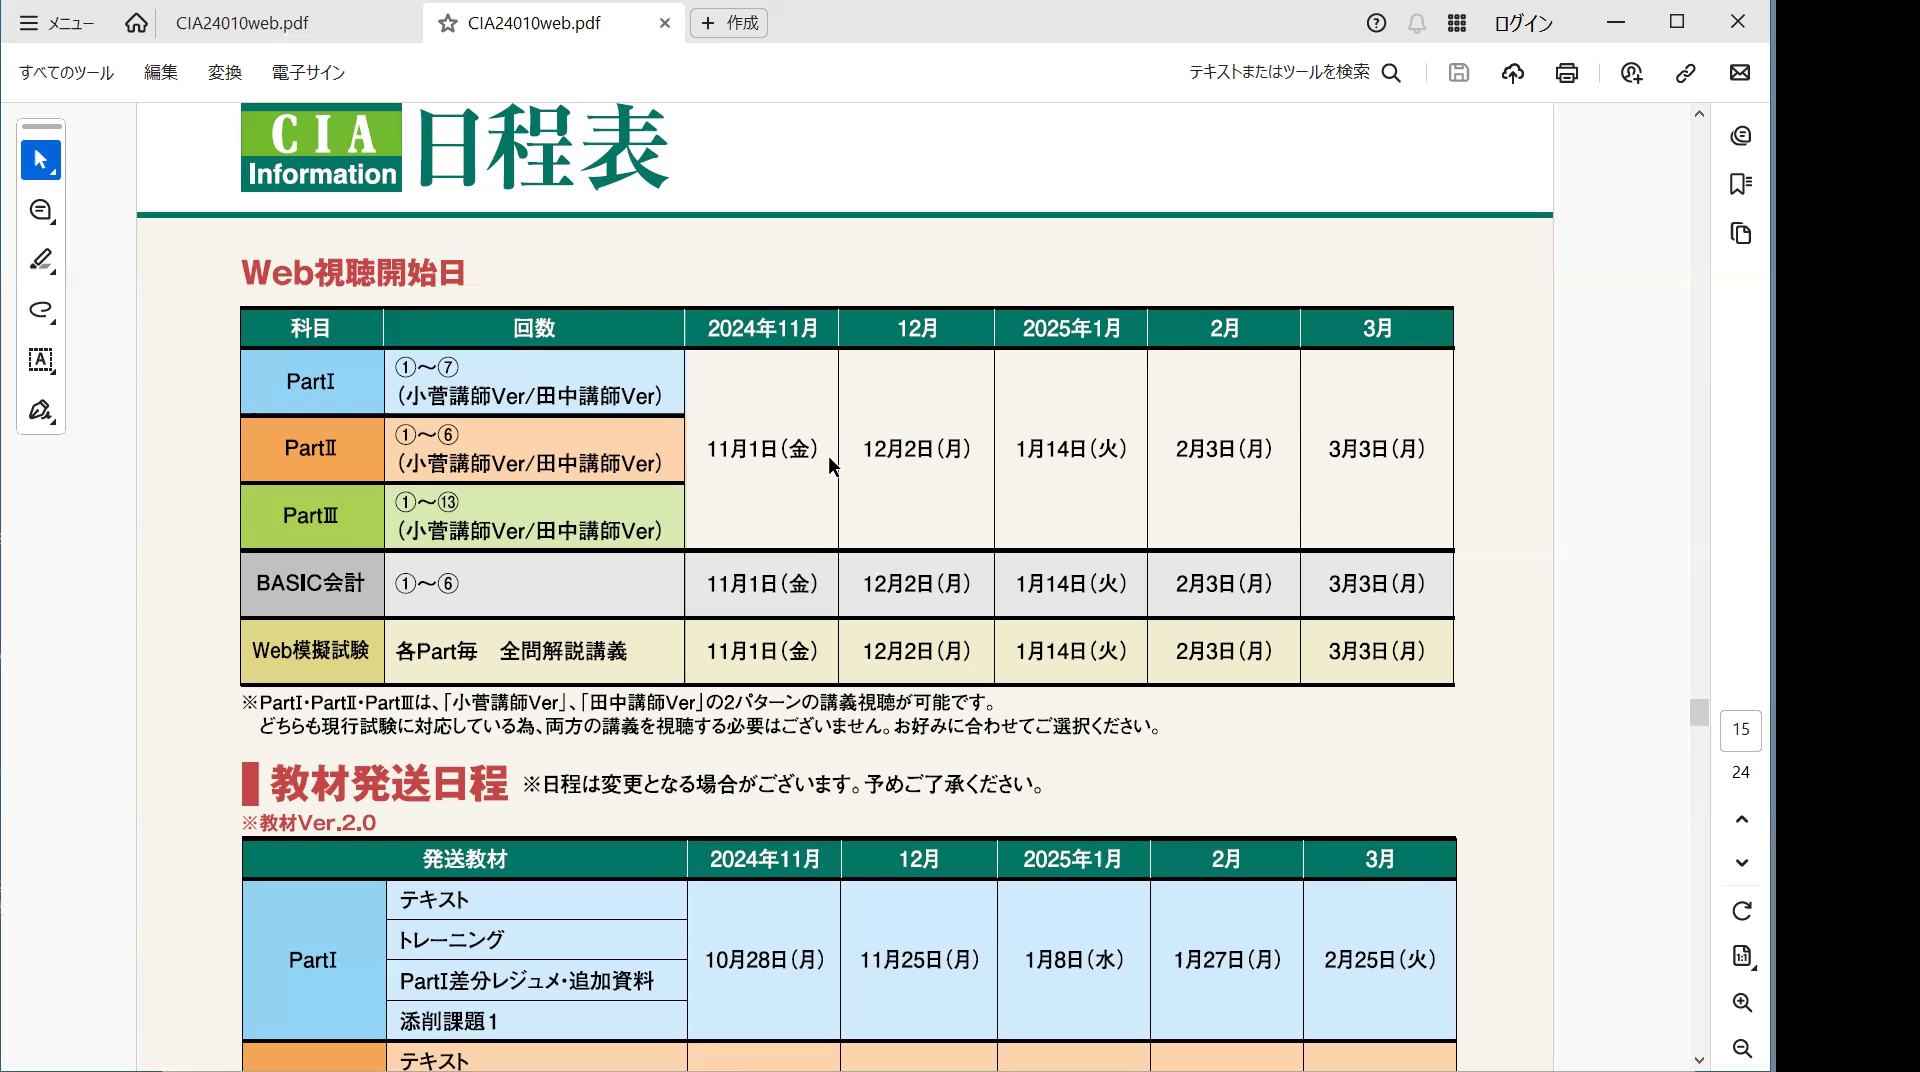 メニュー CIA24010web.pdf CIA24010web.pdf 作成 ログイン
すべてのツール 編集 変換 電子サイン テキストまたはツールを検索
CIA
Information
日程表
Web視聴開始日
科目 回数 2024年11月 12月 2025年1月 2月 3月
PartⅠ ①～⑦
（小菅講師Ver/田中講師Ver）
PartⅡ ①～⑥
（小菅講師Ver/田中講師Ver）
11月1日（金） 12月2日（月） 1月14日（火） 2月3日（月） 3月3日（月）
PartⅢ ①～⑬
（小菅講師Ver/田中講師Ver）
BASIC会計 ①～⑥ 11月1日（金） 12月2日（月） 1月14日（火） 2月3日（月） 3月3日（月）
Web模擬試験 各Part毎　全問解説講義 11月1日（金） 12月2日（月） 1月14日（火） 2月3日（月） 3月3日（月）
※PartⅠ・PartⅡ・PartⅢは、「小菅講師Ver」、「田中講師Ver」の2パターンの講義視聴が可能です。
どちらも現行試験に対応している為、両方の講義を視聴する必要はございません。お好みに合わせてご選択ください。
教材発送日程 ※日程は変更となる場合がございます。予めご了承ください。
※教材Ver.2.0
発送教材 2024年11月 12月 2025年1月 2月 3月
PartⅠ
テキスト
トレーニング
PartⅠ差分レジュメ・追加資料
添削課題1
10月28日（月） 11月25日（月） 1月8日（水） 1月27日（月） 2月25日（火）
テキスト
15
24